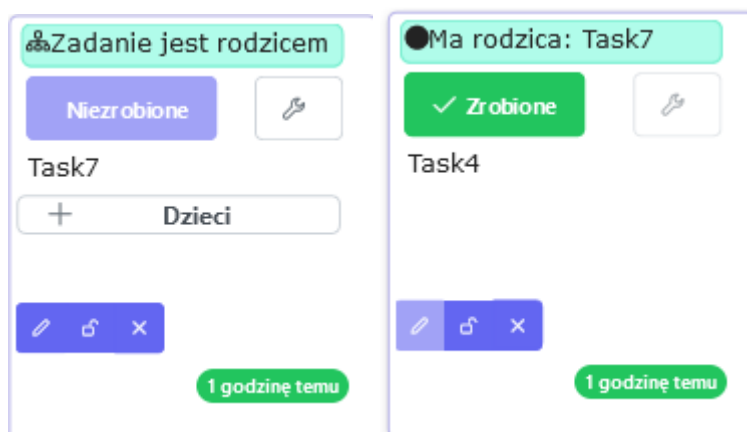 Zadanie jest rodzicem
Niezrobione
Task7
Dzieci
1 godzinę temu
Ma rodzica: Task7
Zrobione
Task4
1 godzinę temu